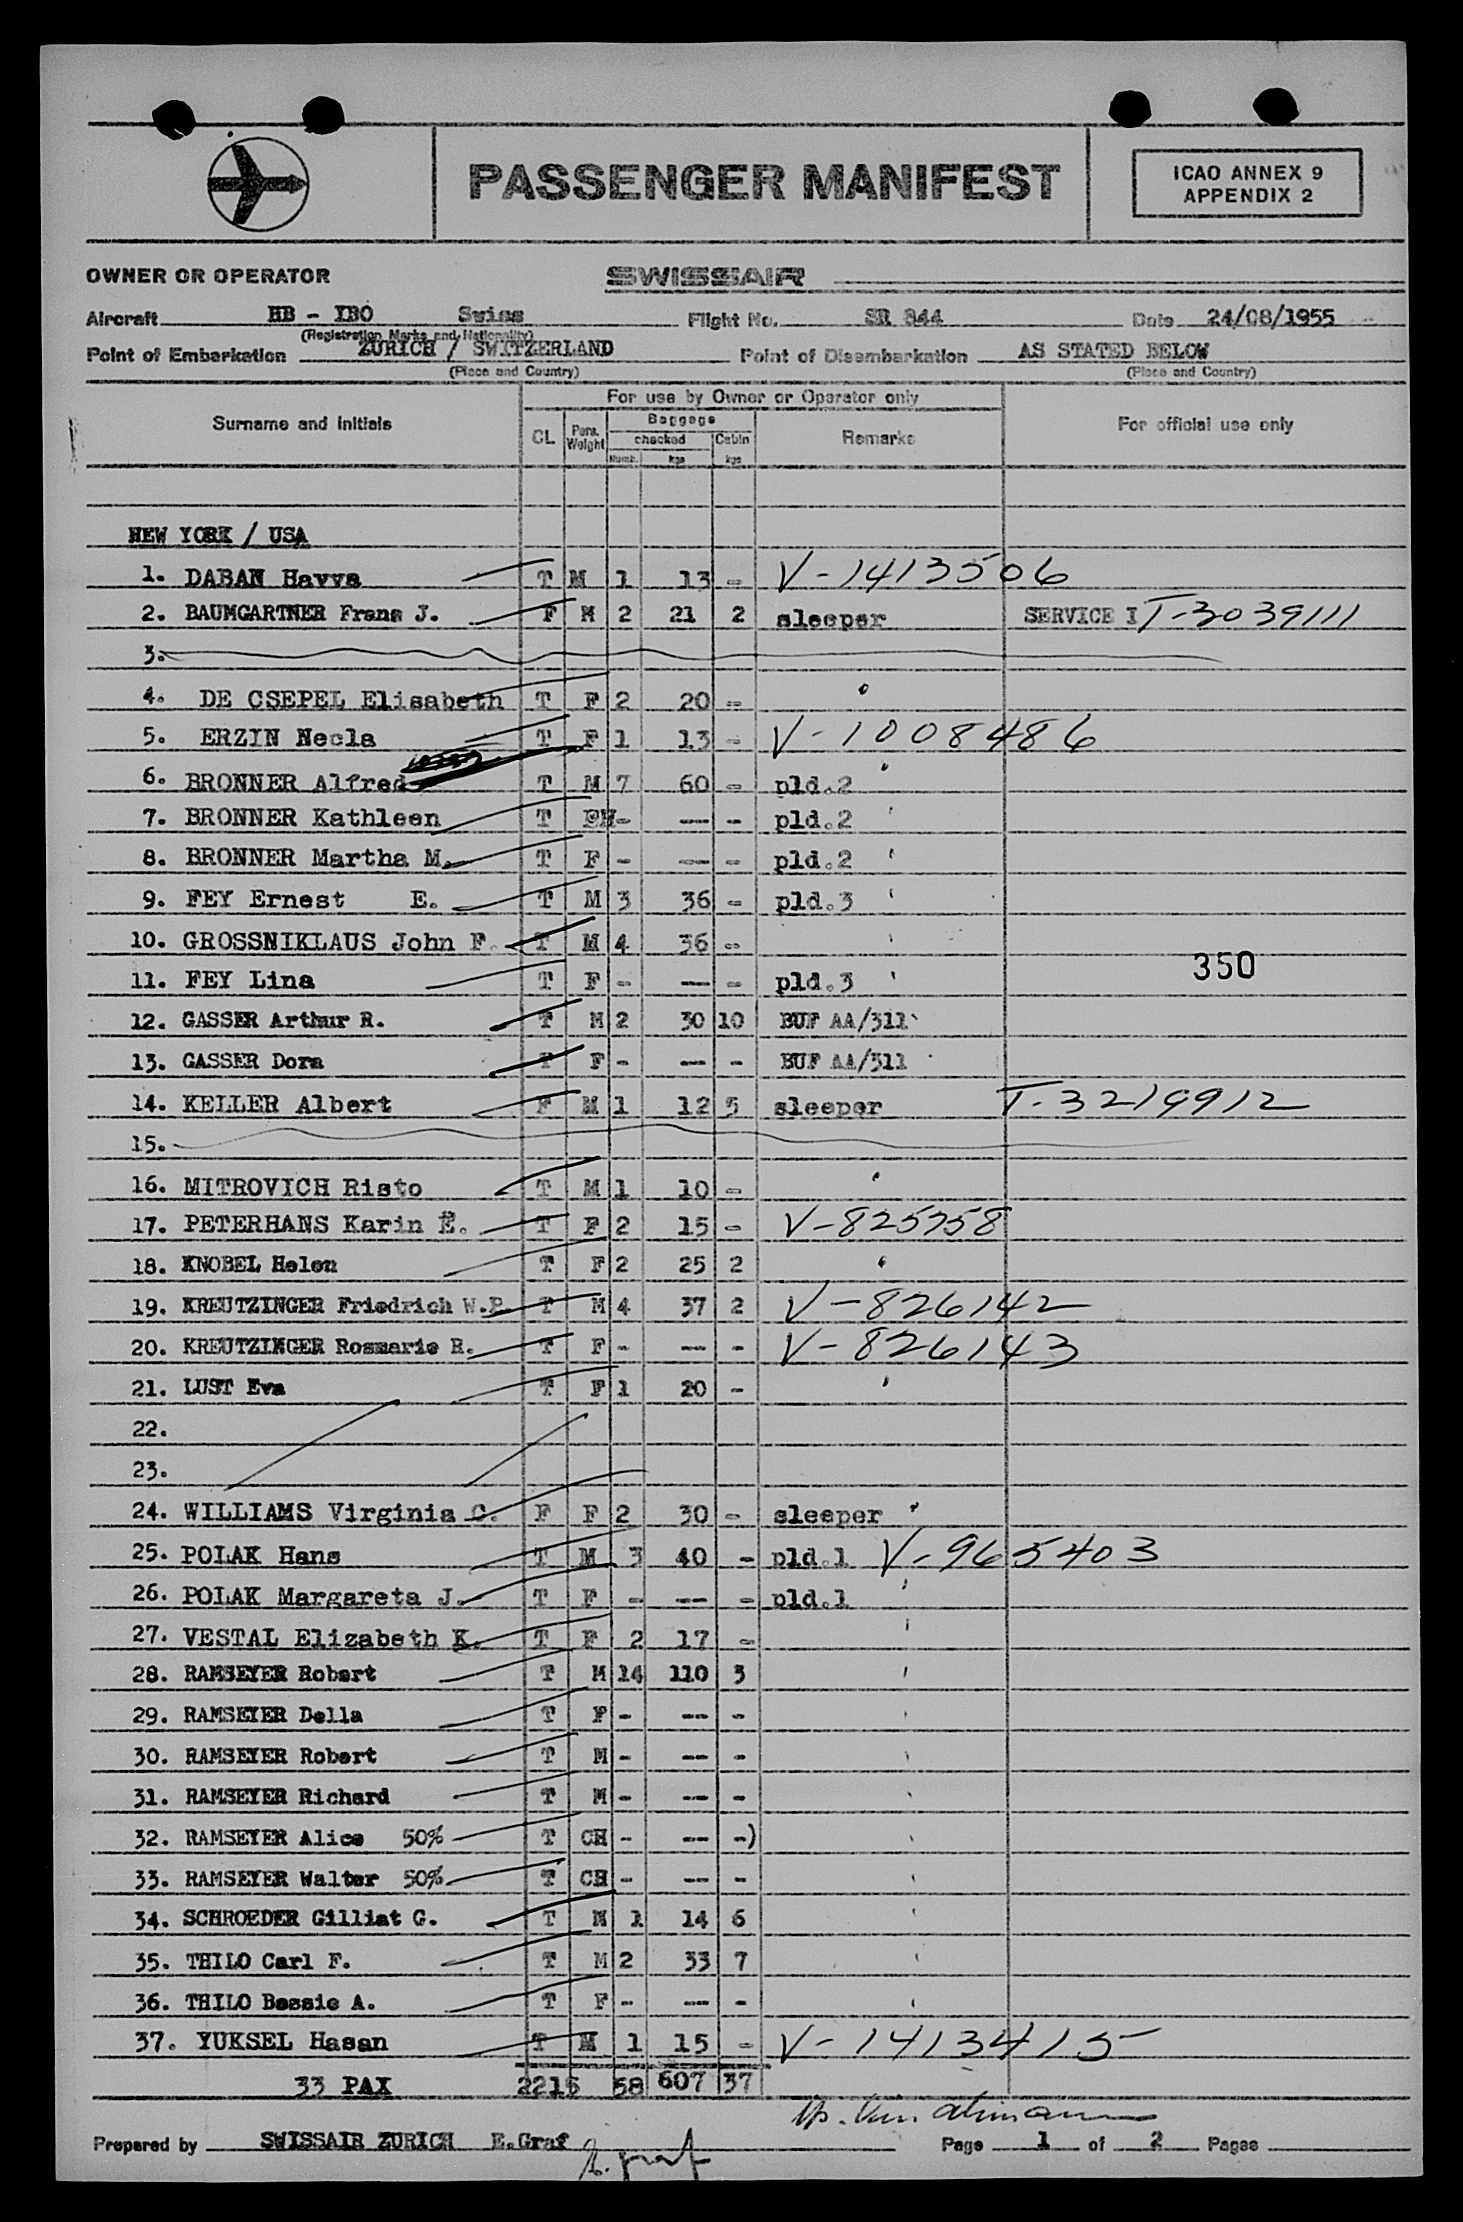 PASSENGER MANIFEST
ICAO ANNEX 9
APPENDIX 2
OWNER OR OPERATOR SWISSAIR
Aircraft HB - IBO Swiss Flight No. SR 844 Date 24/08/1955
(Registration Marks and Nationality)
Point of Embarkation ZURICH / SWITZERLAND Point of Disembarkation AS STATED BELOW
(Place and Country) (Place and Country)
For use by Owner or Operator only
Surname and Initials CL Pers. Weight Baggage checked Numb. kgs Cabin kgs Remarks For official use only
NEW YORK / USA
1. DABAN Havva T M 1 13 - V-1413506
2. BAUMGARTNER Frans J. F M 2 21 2 sleeper SERVICE I T-3039111
3.
4. DE CSEPEL Elisabeth T F 2 20 -
5. ERZIN Necla T F 1 13 - V-1008486
6. BRONNER Alfred T M 7 60 - pld.2
7. BRONNER Kathleen T - -- - pld.2
8. BRONNER Martha M. T F - -- - pld.2
9. FEY Ernest E. T M 3 36 - pld.3
10. GROSSNIKLAUS John F. T M 4 36 -
350
11. FEY Lina T F - -- - pld.3
12. GASSER Arthur R. T M 2 30 10 BUF AA/311
13. GASSER Dora T F - -- - BUF AA/311
14. KELLER Albert F M 1 12 5 sleeper T-3219912
15.
16. MITROVICH Risto T M 1 10 -
17. PETERHANS Karin E. T F 2 15 - V-825758
18. KNOBEL Helen T F 2 25 2
19. KREUTZINGER Friedrich W.P. T M 4 37 2 V-826142
20. KREUTZINGER Rosmarie R. T F - -- - V-826143
21. LUST Eva T F 1 20 -
22.
23.
24. WILLIAMS Virginia C. F F 2 30 - sleeper
25. POLAK Hans T M 3 40 - pld.1 V-965403
26. POLAK Margareta J. T F - -- - pld.1
27. VESTAL Elizabeth K. T F 2 17 -
28. RAMSEYER Robert T M 14 110 3
29. RAMSEYER Della T F - -- -
30. RAMSEYER Robert T M - -- -
31. RAMSEYER Richard T M - -- -
32. RAMSEYER Alice 50% T CH - -- -)
33. RAMSEYER Walter 50% T CH - -- -
34. SCHROEDER Gilliat G. T M 1 14 6
35. THILO Carl F. T M 2 33 7
36. THILO Bessie A. T F - -- -
37. YUKSEL Hasan T M 1 15 - V-1413415
33 PAX 2215 58 607 37
Prepared by SWISSAIR ZURICH E.Graf Page 1 of 2 Pages